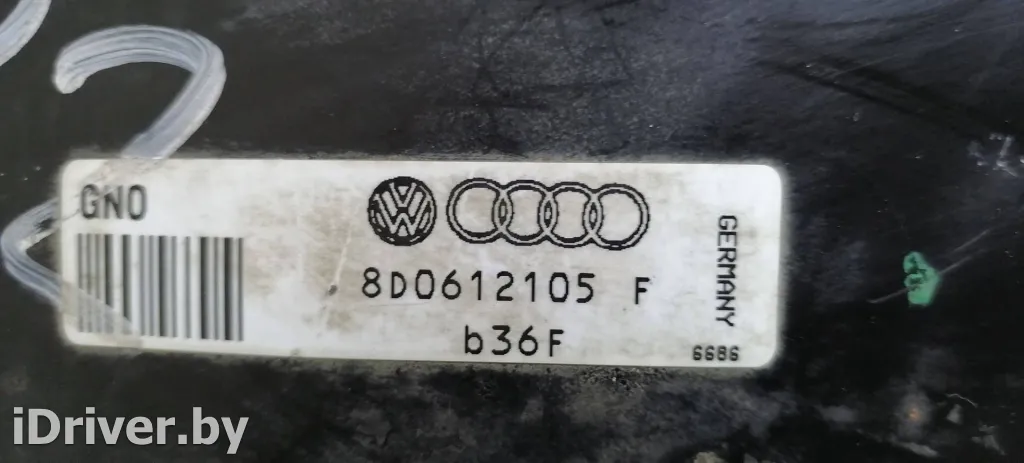 GNO
8D0612105 F
b36F
GERMANY
6686
iDriver.by